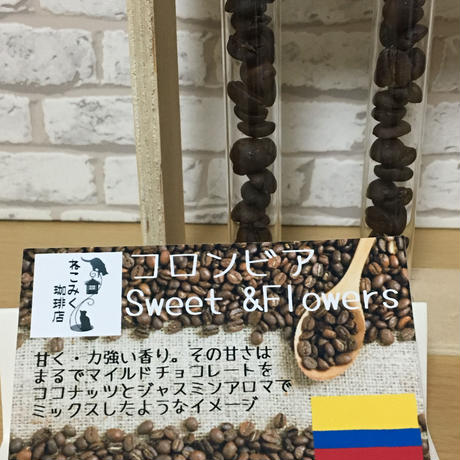 ねこみく
珈琲店
コロンビア
Sweet &Flowers
甘く・力強い香り。その甘さは
まるでマイルドチョコレートを
ココナッツとジャスミンアロマで
ミックスしたようなイメージ